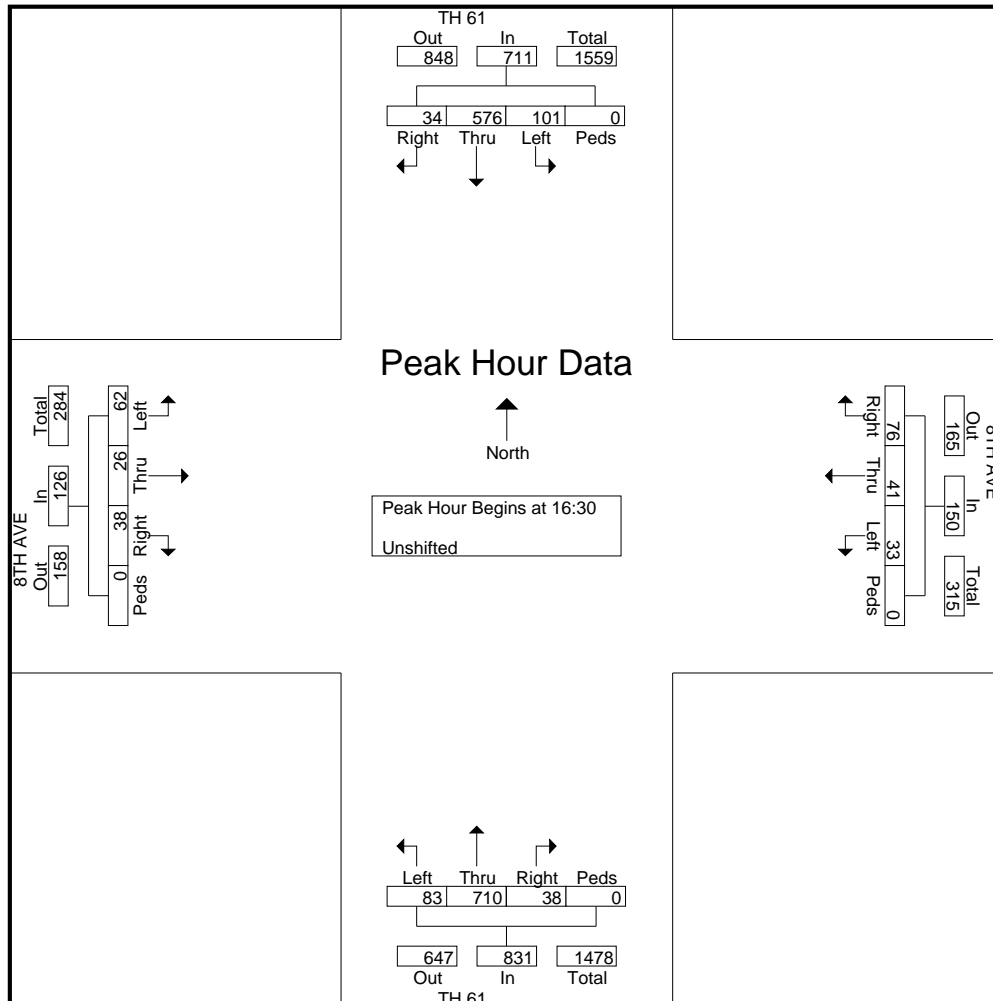 TH 61
Out In Total
848 711 1559
34 576 101 0
Right Thru Left Peds
Peak Hour Data
North
Peak Hour Begins at 16:30
Unshifted
8TH AVE
Out In Total
158 126 284
62 26 38 0
Left Thru Right Peds
8TH AVE
Out In Total
165 150 315
76 41 33 0
Right Thru Left Peds
Left Thru Right Peds
83 710 38 0
647 831 1478
Out In Total
TH 61